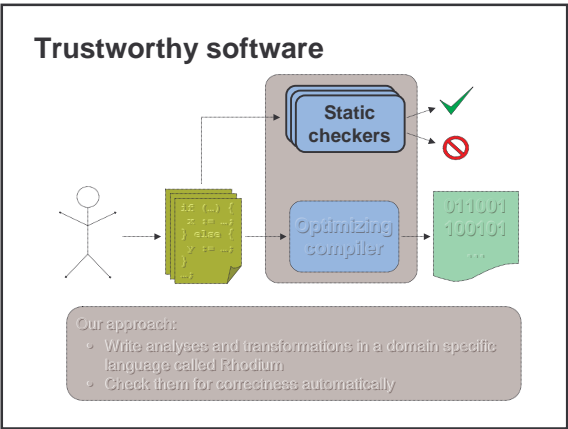 Trustworthy software
Static
checkers
if (…) {
x := …;
} else {
y := …;
}
…;
Optimizing
compiler
011001
100101
…
Our approach:
• Write analyses and transformations in a domain specific
language called Rhodium
• Check them for correctness automatically